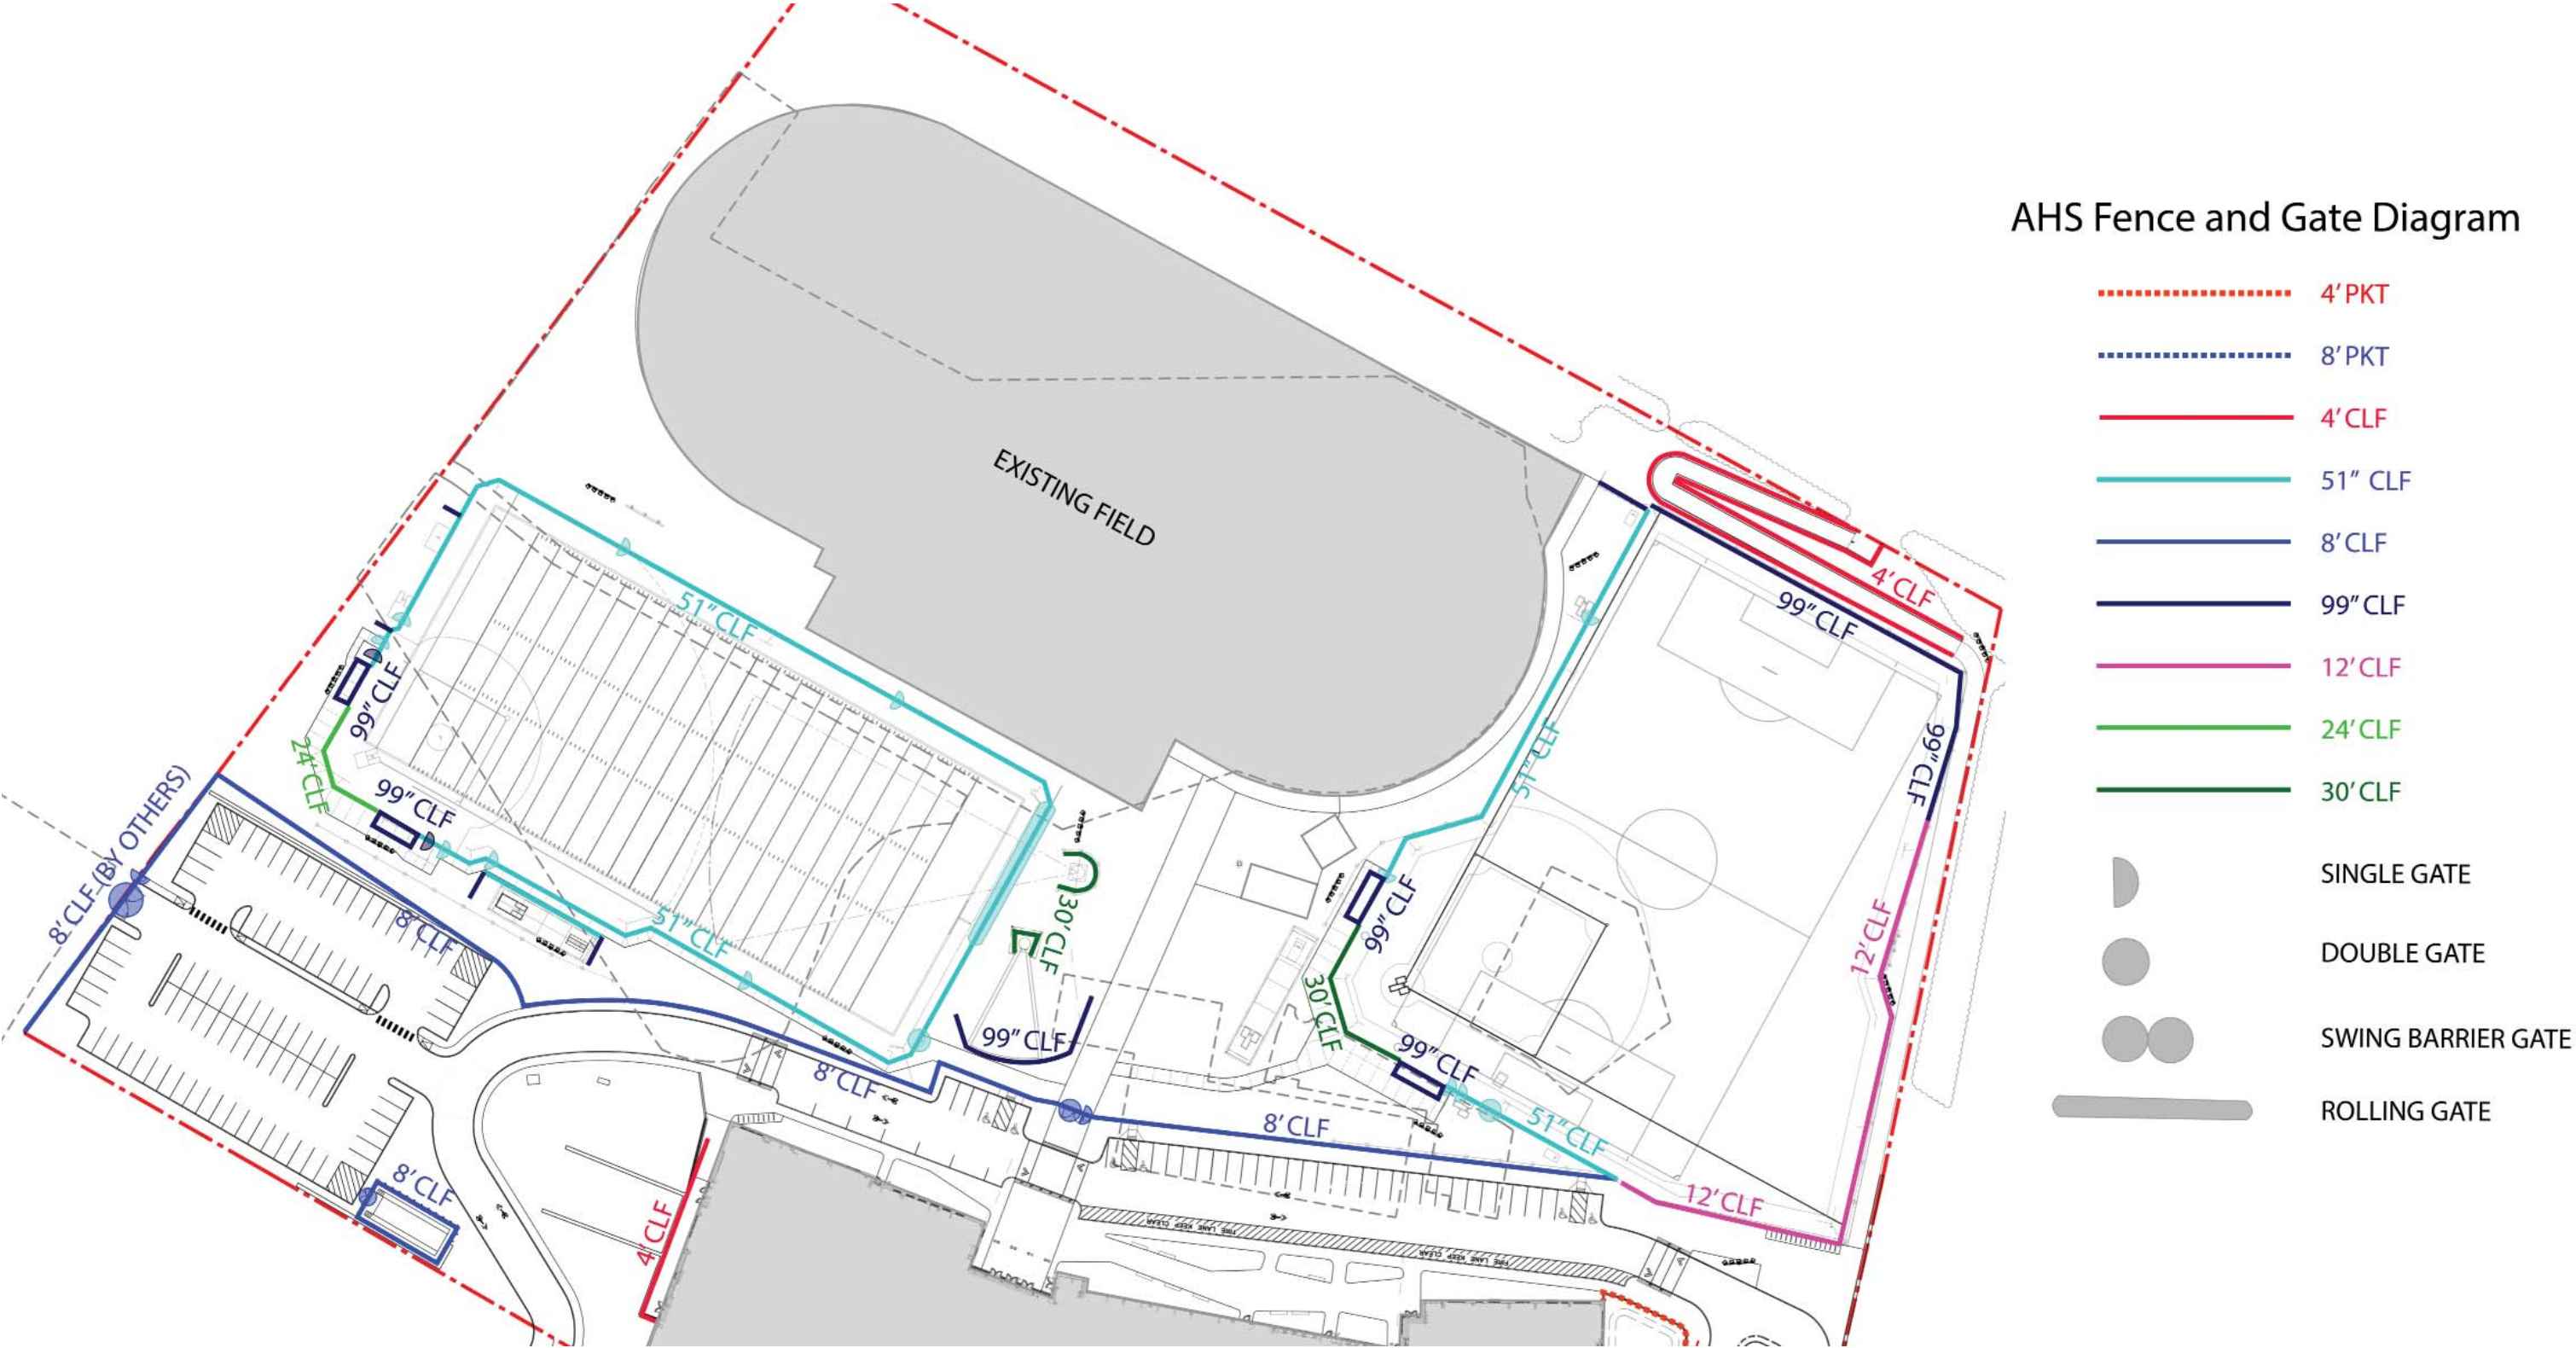 AHS Fence and Gate Diagram
4' PKT
8' PKT
4' CLF
51" CLF
8' CLF
99" CLF
12' CLF
24' CLF
30' CLF
SINGLE GATE
DOUBLE GATE
SWING BARRIER GATE
ROLLING GATE
EXISTING FIELD
51" CLF
4' CLF
99" CLF
99" CLF
99" CLF
24' CLF
99" CLF
51" CLF
8' CLF (BY OTHERS)
8' CLF
51" CLF
30' CLF
99" CLF
99" CLF
30' CLF
99" CLF
12' CLF
8' CLF
8' CLF
51" CLF
8' CLF
12' CLF
4' CLF
FIRE LANE KEEP CLEAR
FIRE LANE KEEP CLEAR